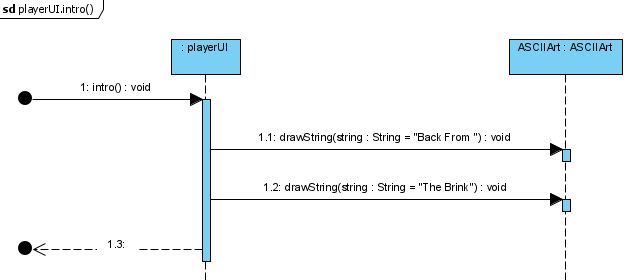 sd playerUI.intro()
: playerUI
ASCIIArt : ASCIIArt
1: intro() : void
1.1: drawString(string : String = "Back From ") : void
1.2: drawString(string : String = "The Brink") : void
1.3: